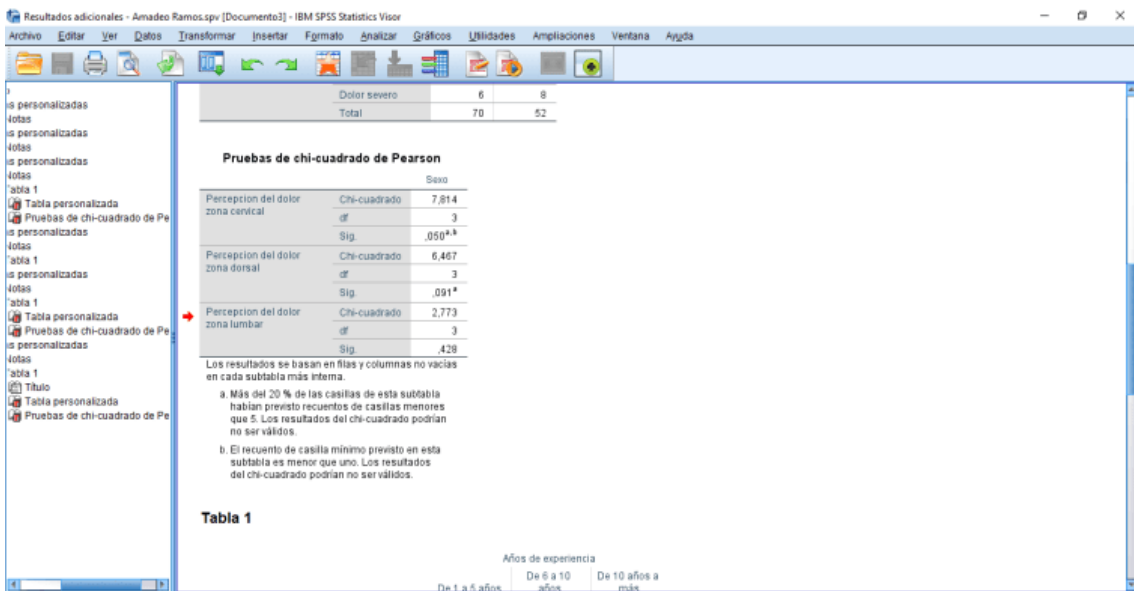 Resultados adicionales - Amadeo Ramos.spv [Documento3] - IBM SPSS Statistics Visor
Archivo Editar Ver Datos Transformar Insertar Formato Analizar Gráficos Utilidades Ampliaciones Ventana Ayuda
as personalizadas
Notas
as personalizadas
Notas
as personalizadas
Notas
Tabla 1
Tabla personalizada
Pruebas de chi-cuadrado de Pe
as personalizadas
Notas
Tabla 1
as personalizadas
Notas
Tabla 1
Tabla personalizada
Pruebas de chi-cuadrado de Pe
as personalizadas
Notas
Tabla 1
Título
Tabla personalizada
Pruebas de chi-cuadrado de Pe
Dolor severo 6 8
Total 70 52
Pruebas de chi-cuadrado de Pearson
Sexo
Percepcion del dolor zona cervical Chi-cuadrado 7,814
df 3
Sig. ,050a,b
Percepcion del dolor zona dorsal Chi-cuadrado 6,467
df 3
Sig. ,091a
Percepcion del dolor zona lumbar Chi-cuadrado 2,773
df 3
Sig. ,428
Los resultados se basan en filas y columnas no vacías
en cada subtabla más interna.
a. Más del 20 % de las casillas de esta subtabla
habían previsto recuentos de casillas menores
que 5. Los resultados del chi-cuadrado podrían
no ser válidos.
b. El recuento de casilla mínimo previsto en esta
subtabla es menor que uno. Los resultados
del chi-cuadrado podrían no ser válidos.
Tabla 1
Años de experiencia
De 1 a 5 años De 6 a 10 años De 10 años a más